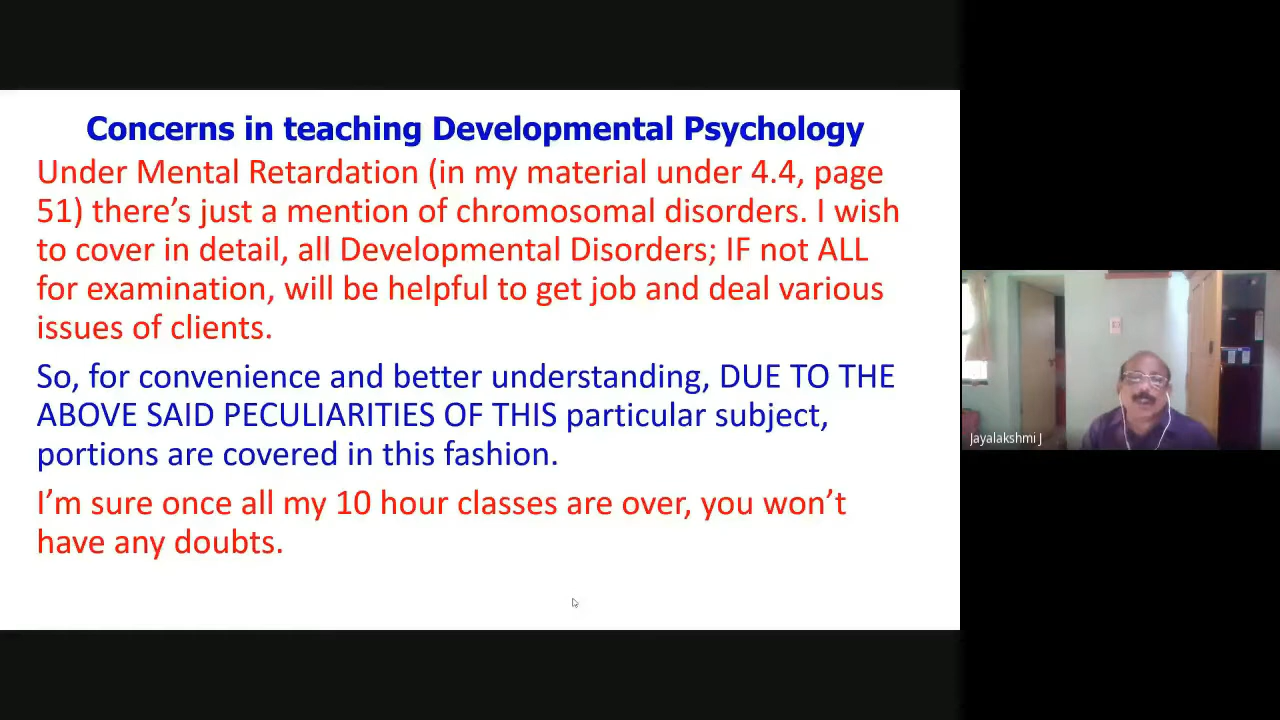 Concerns in teaching Developmental Psychology
Under Mental Retardation (in my material under 4.4, page
51) there’s just a mention of chromosomal disorders. I wish
to cover in detail, all Developmental Disorders; IF not ALL
for examination, will be helpful to get job and deal various
issues of clients.
So, for convenience and better understanding, DUE TO THE
ABOVE SAID PECULIARITIES OF THIS particular subject,
portions are covered in this fashion.
I’m sure once all my 10 hour classes are over, you won’t
have any doubts.
Jayalakshmi J